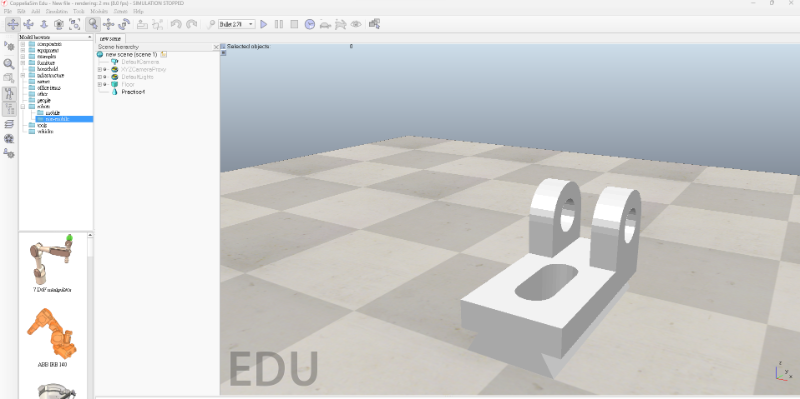 CoppeliaSim Edu - New file - rendering: 2 ms (8.0 fps) - SIMULATION STOPPED
File Edit Add Simulation Tools Modules Scenes Help
Bullet 2.78
Model browser
components
equipment
examples
furniture
household
infrastructure
nature
office items
other
people
robots
mobile
non-mobile
tools
vehicles
7 DoF manipulator
ABB IRB 140
new scene
Scene hierarchy
new scene (scene 1)
DefaultCamera
XYZCameraProxy
DefaultLights
Floor
Selected objects
0
EDU
z
y
x